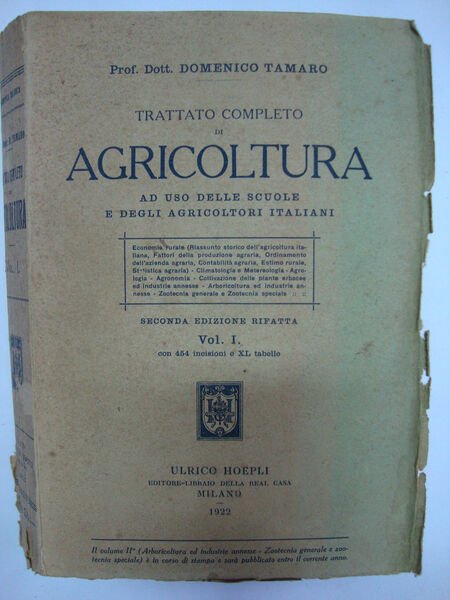 Prof. Dott. DOMENICO TAMARO
TRATTATO COMPLETO
DI
AGRICOLTURA
AD USO DELLE SCUOLE
E DEGLI AGRICOLTORI ITALIANI
Economia rurale (Riassunto storico dell'agricoltura ita-
liana, Fattori della produzione agraria, Ordinamento
dell'azienda agraria, Contabilità agraria, Estimo rurale,
Statistica agraria) - Climatologia e Metereologia - Agro-
logia - Agronomia - Coltivazione delle piante erbacee
ed industrie annesse - Arboricoltura ed industrie an-
nesse - Zootecnia generale e Zootecnia speciale
SECONDA EDIZIONE RIFATTA
Vol. I.
con 454 incisioni e XL tabelle
ULRICO HOEPLI
EDITORE-LIBRAIO DELLA REAL CASA
MILANO
1922
Il volume II° (Arboricoltura ed industrie annesse - Zootecnia generale e zoo-
tecnia speciale) è in corso di stampa e sarà pubblicato entro il corrente anno.